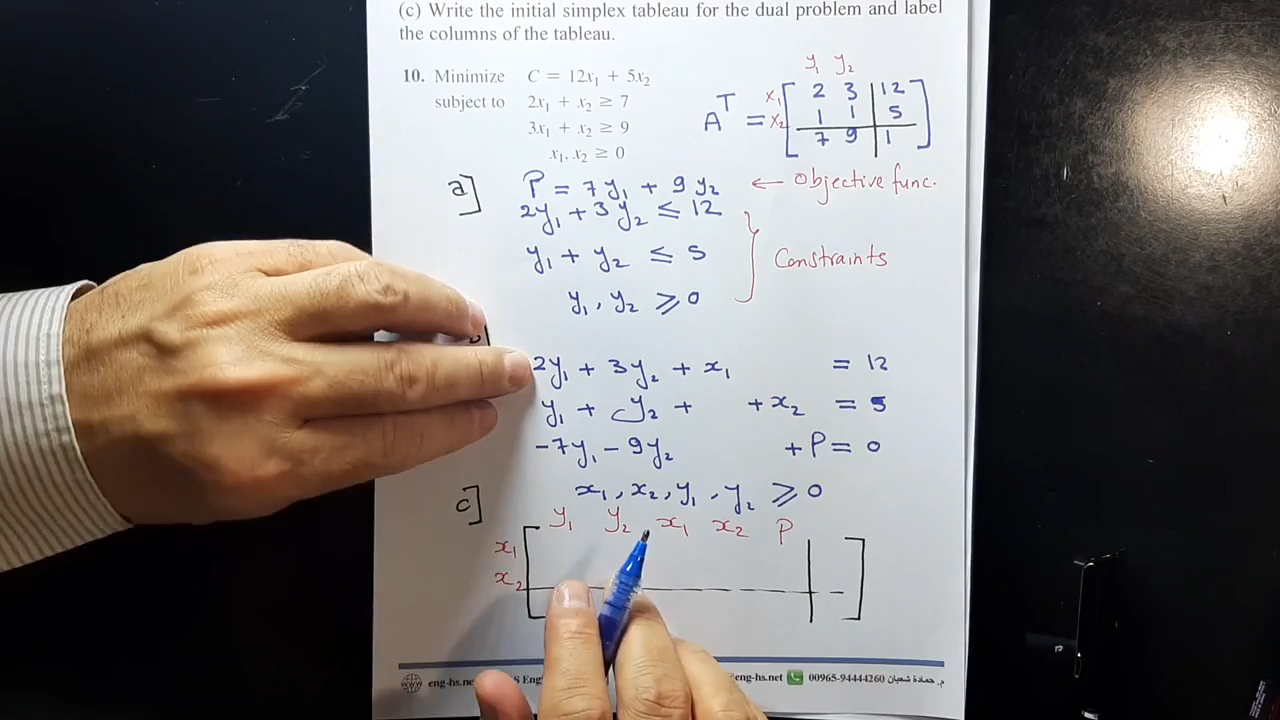 (c) Write the initial simplex tableau for the dual problem and label
the columns of the tableau.
10. Minimize C = 12x₁ + 5x₂
subject to 2x₁ + x₂ ≥ 7
3x₁ + x₂ ≥ 9
x₁, x₂ ≥ 0
y₁ y₂
x₁ 2 3 12
Aᵀ =
x₂ 1 1 5
7 9 1
a] P = 7y₁ + 9y₂ ← Objective func.
2y₁ + 3y₂ ≤ 12
y₁ + y₂ ≤ 5 Constraints
y₁, y₂ ≥ 0
2y₁ + 3y₂ + x₁ = 12
y₁ + y₂ + + x₂ = 5
-7y₁ - 9y₂ + P = 0
x₁, x₂, y₁, y₂ ≥ 0
c]
y₁ y₂ x₁ x₂ P
x₁
x₂
eng-hs.ne eng-hs.net 00965-94444260 م. حمادة شعبان